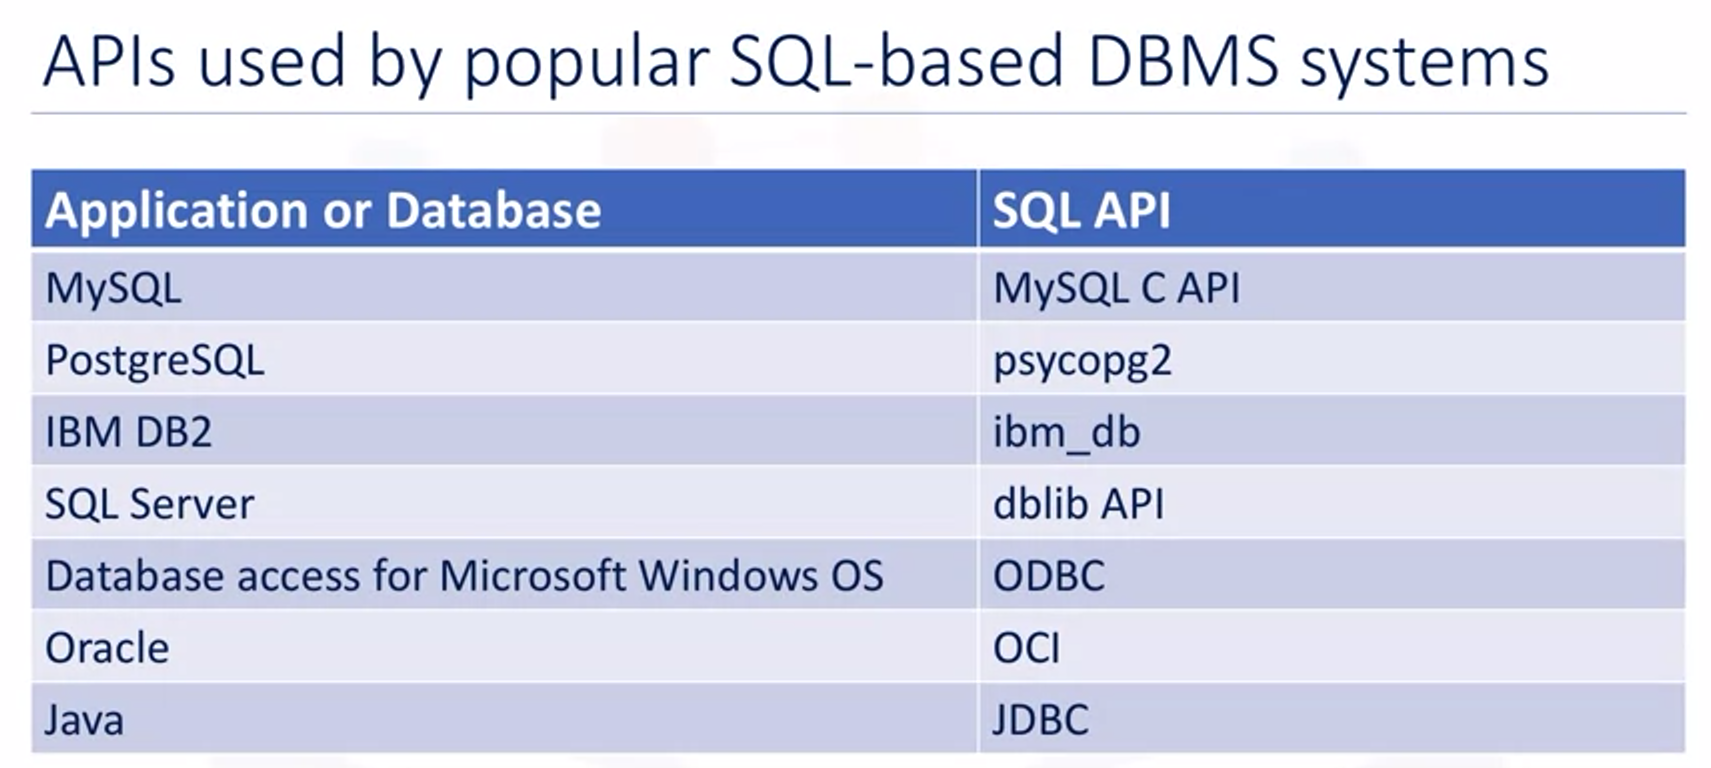 APIs used by popular SQL-based DBMS systems
Application or Database SQL API
MySQL MySQL C API
PostgreSQL psycopg2
IBM DB2 ibm_db
SQL Server dblib API
Database access for Microsoft Windows OS ODBC
Oracle OCI
Java JDBC